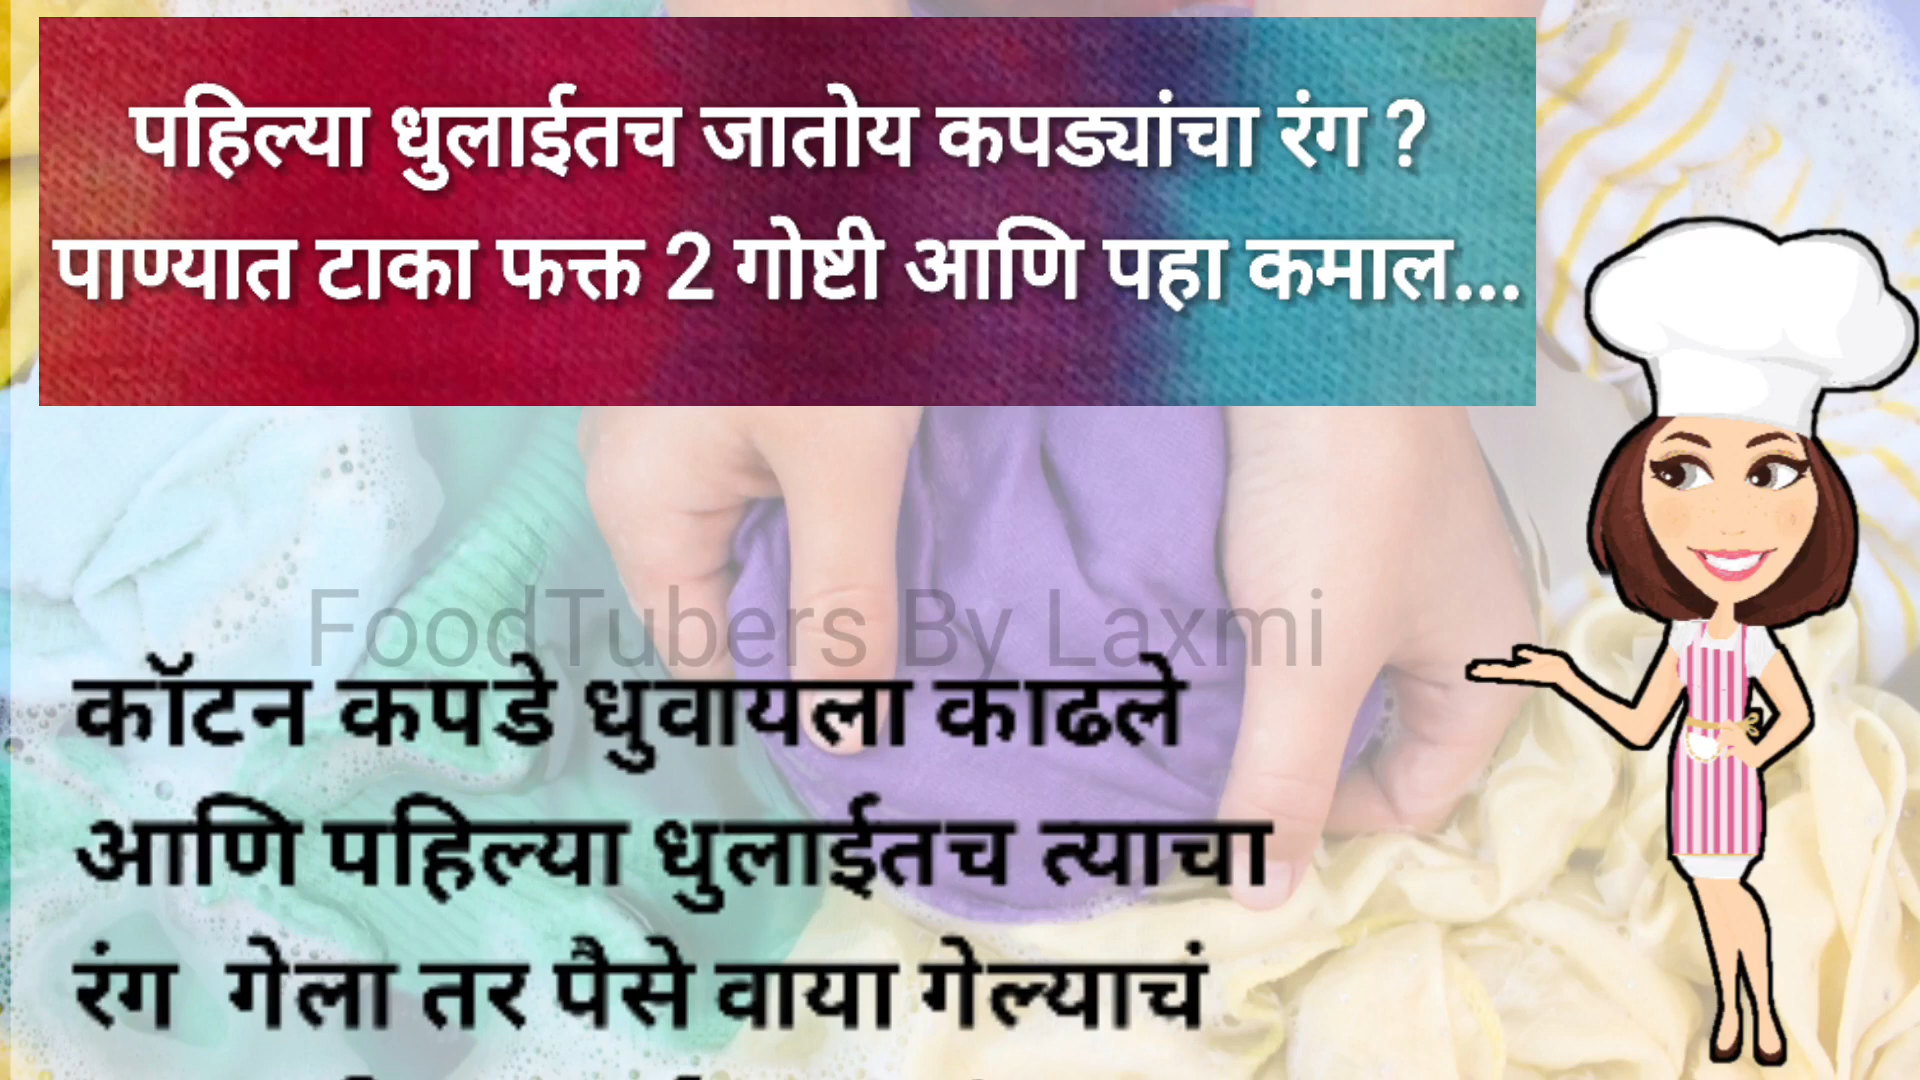 पहिल्या धुलाईतच जातोय कपड्यांचा रंग ?
पाण्यात टाका फक्त 2 गोष्टी आणि पहा कमाल...
FoodTubers By Laxmi
कॉटन कपडे धुवायला काढले
आणि पहिल्या धुलाईतच त्याचा
रंग गेला तर पैसे वाया गेल्याचं